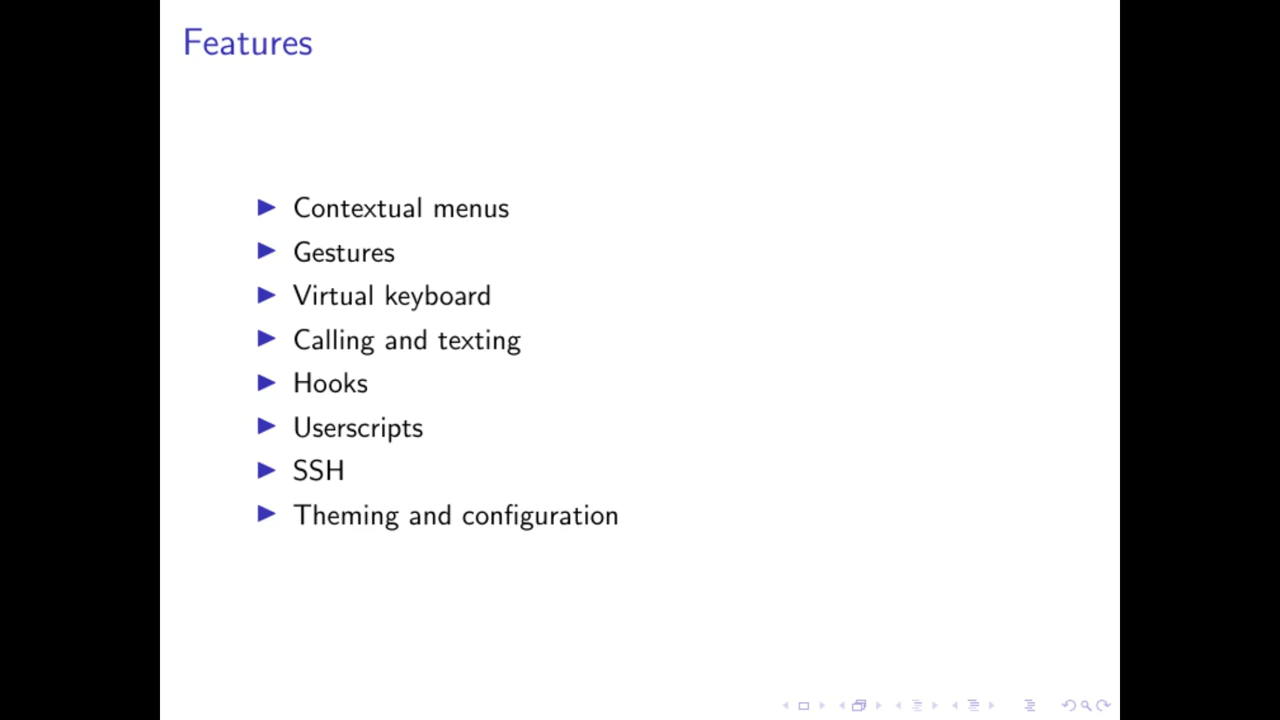 Features
Contextual menus
Gestures
Virtual keyboard
Calling and texting
Hooks
Userscripts
SSH
Theming and configuration